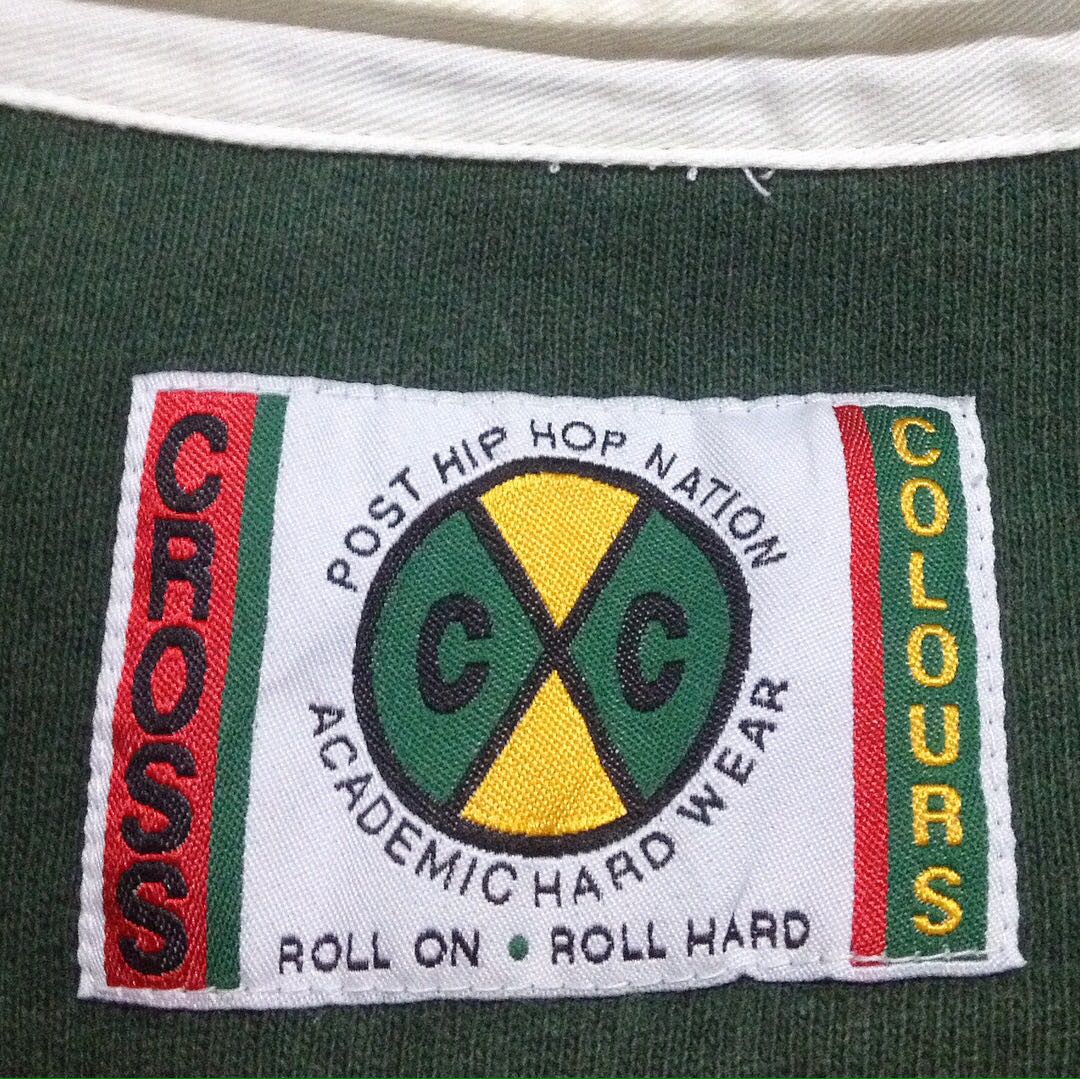 CROSS
POST HIP HOP NATION
C C
ACADEMIC HARD WEAR
ROLL ON • ROLL HARD
COLOURS